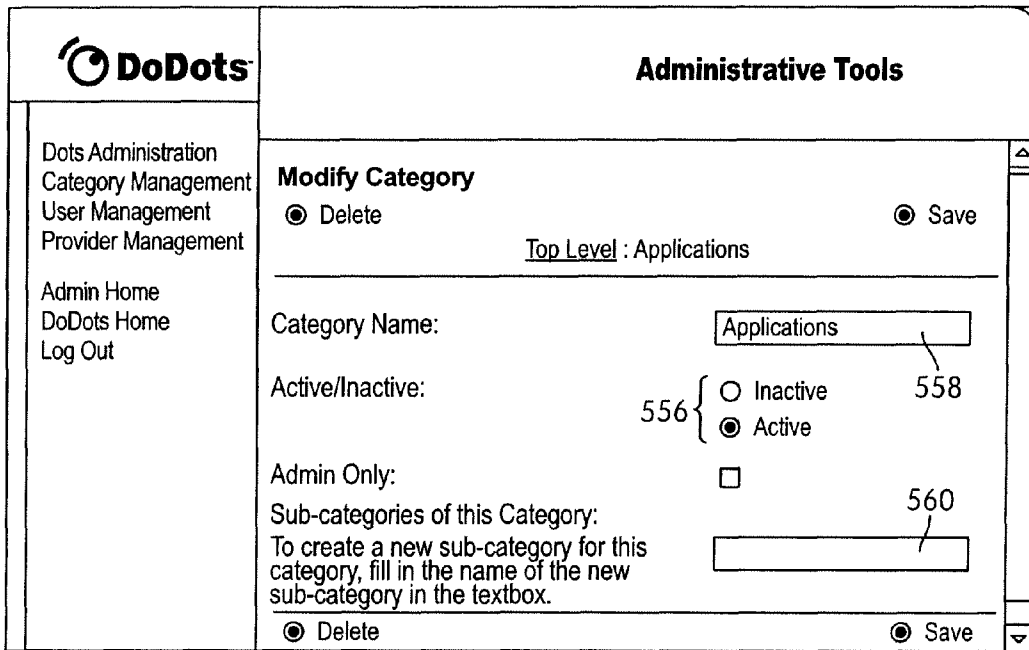 DoDots
Administrative Tools
Dots Administration
Category Management
User Management
Provider Management
Admin Home
DoDots Home
Log Out
Modify Category
Delete
Save
Top Level : Applications
Category Name:
Applications
558
Active/Inactive:
556
Inactive
Active
Admin Only:
Sub-categories of this Category:
560
To create a new sub-category for this
category, fill in the name of the new
sub-category in the textbox.
Delete
Save